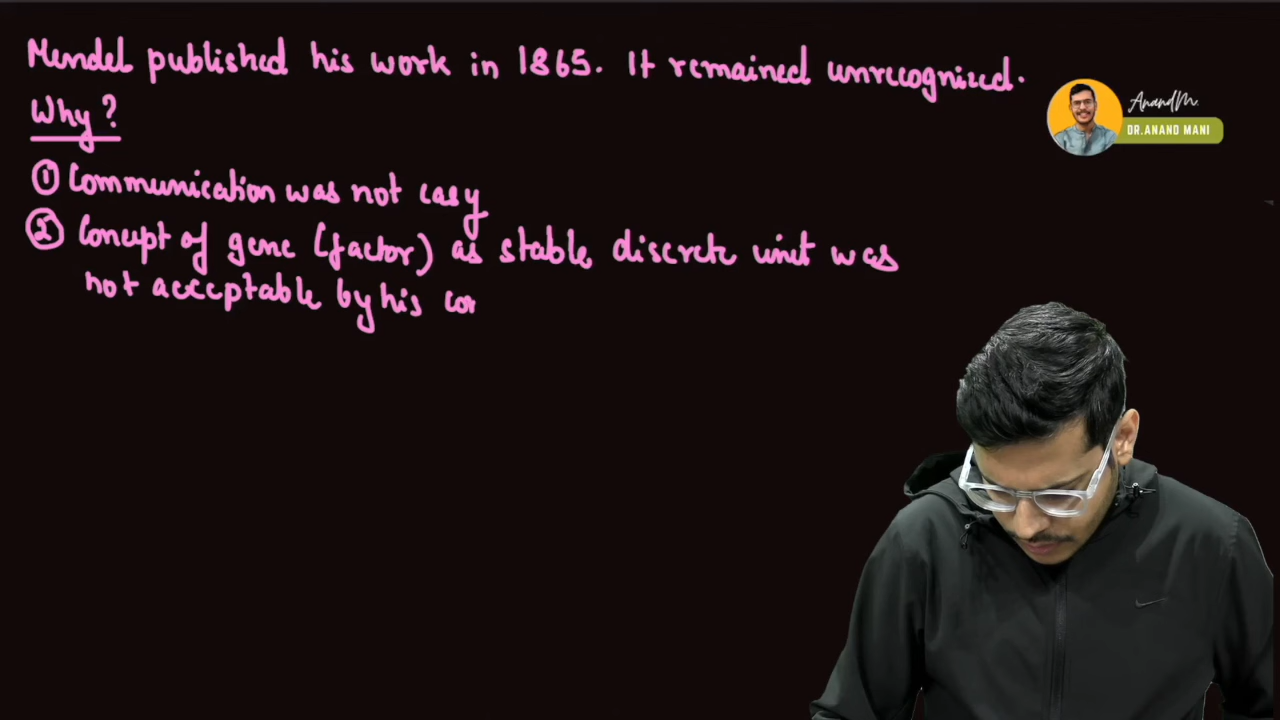 Mendel published his work in 1865. It remained unrecognized.
Why?
① Communication was not easy
② Concept of gene (factor) as stable discrete unit was
not acceptable by his co
AnandM.
DR.ANAND MANI